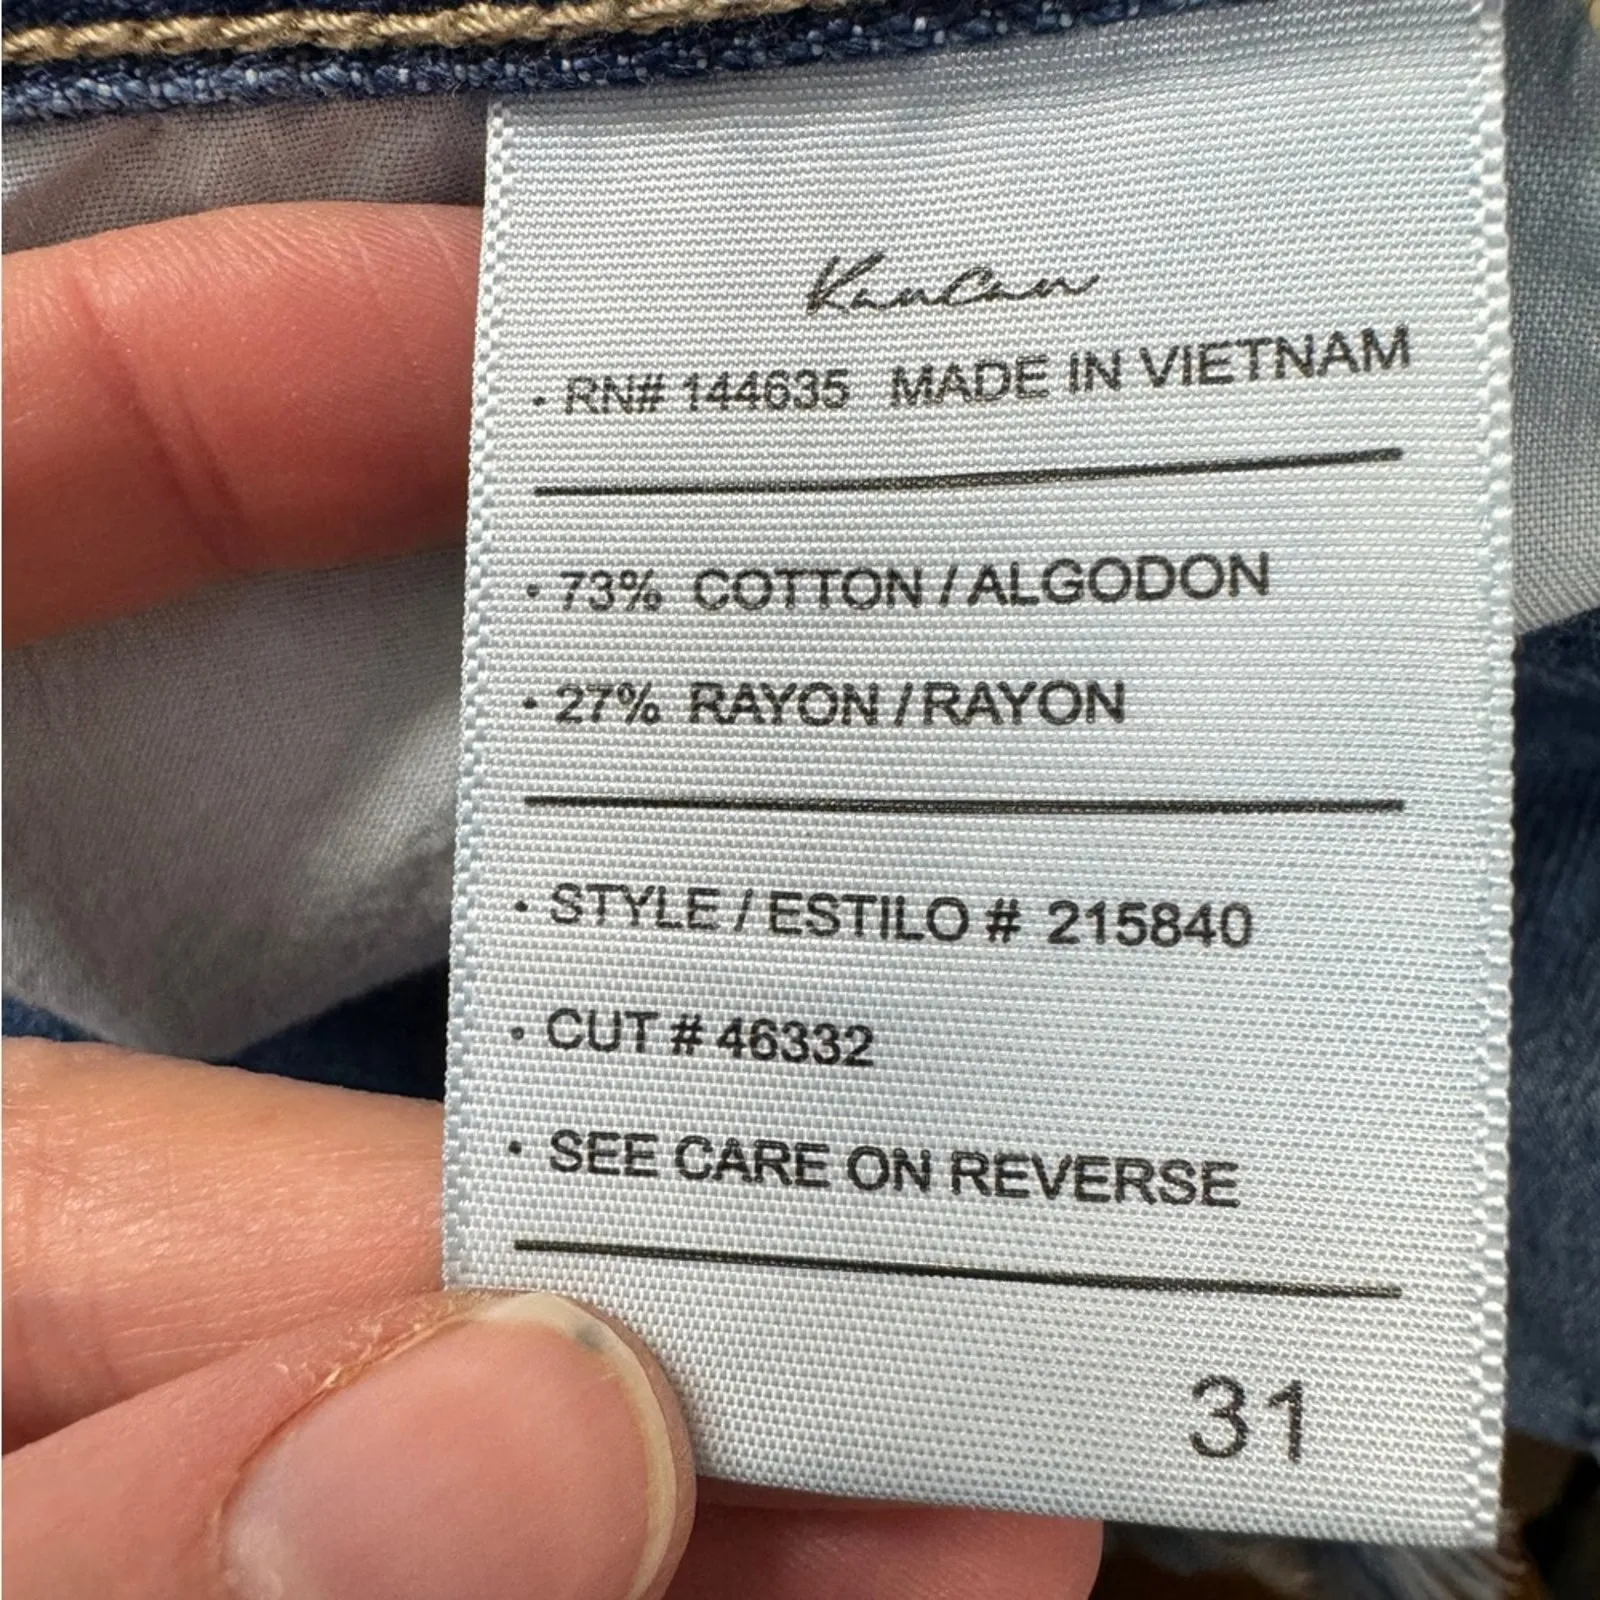 KanCan
• RN# 144635 MADE IN VIETNAM
• 73% COTTON / ALGODON
• 27% RAYON / RAYON
• STYLE / ESTILO # 215840
• CUT # 46332
• SEE CARE ON REVERSE
31